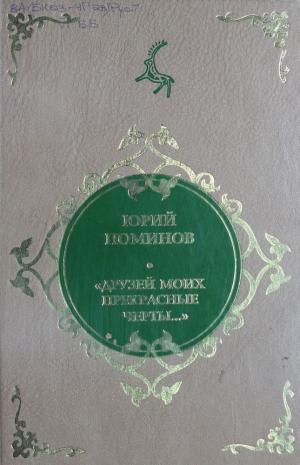 ЮРИЙ
ПОМИНОВ
•
«ДРУЗЕЙ МОИХ
ПРЕКРАСНЫЕ
ЧЕРТЫ...»